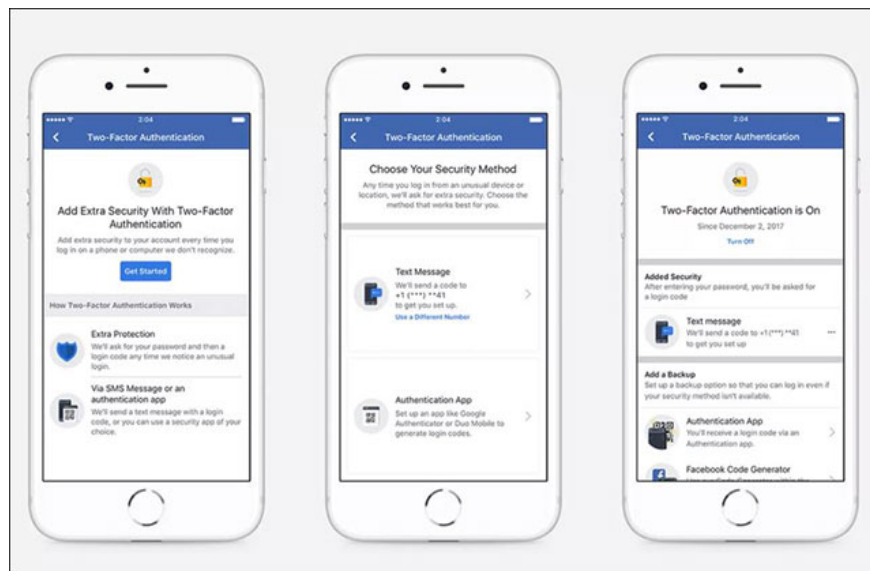 2:04
Two-Factor Authentication
Add Extra Security With Two-Factor
Authentication
Add extra security to your account every time you
log in on a phone or computer we don't recognize.
Get Started
How Two-Factor Authentication Works
Extra Protection
We'll ask for your password and then a
login code any time we notice an unusual
login.
Via SMS Message or an
authentication app
We'll send a text message with a login
code, or you can use a security app of your
choice.
2:04
Two-Factor Authentication
Choose Your Security Method
Any time you log in from an unusual device or
location, we'll ask for extra security. Choose the
method that works best for you.
Text Message
We'll send a code to
+1 (***) **41
to get you set up.
Use a Different Number
Authentication App
Set up an app like Google
Authenticator or Duo Mobile to
generate login codes.
2:04
Two-Factor Authentication
Two-Factor Authentication is On
Since December 2, 2017
Turn Off
Added Security
After entering your password, you'll be asked for
a login code
Text message
We'll send a code to +1 (***) **41
to get you set up
Add a Backup
Set up a backup option so that you can log in even if
your security method isn't available.
Authentication App
You'll receive a login code via an
Authentication app.
Facebook Code Generator